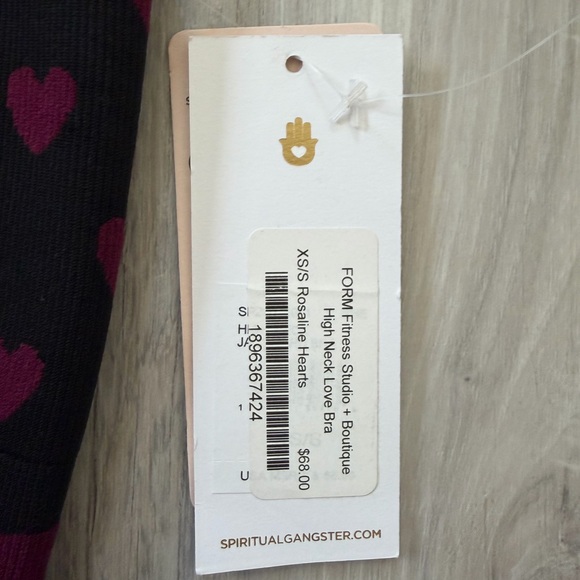 FORM Fitness Studio + Boutique
High Neck Love Bra
XS/S Rosaline Hearts
$68.00
1896367424
SPIRITUALGANGSTER.COM